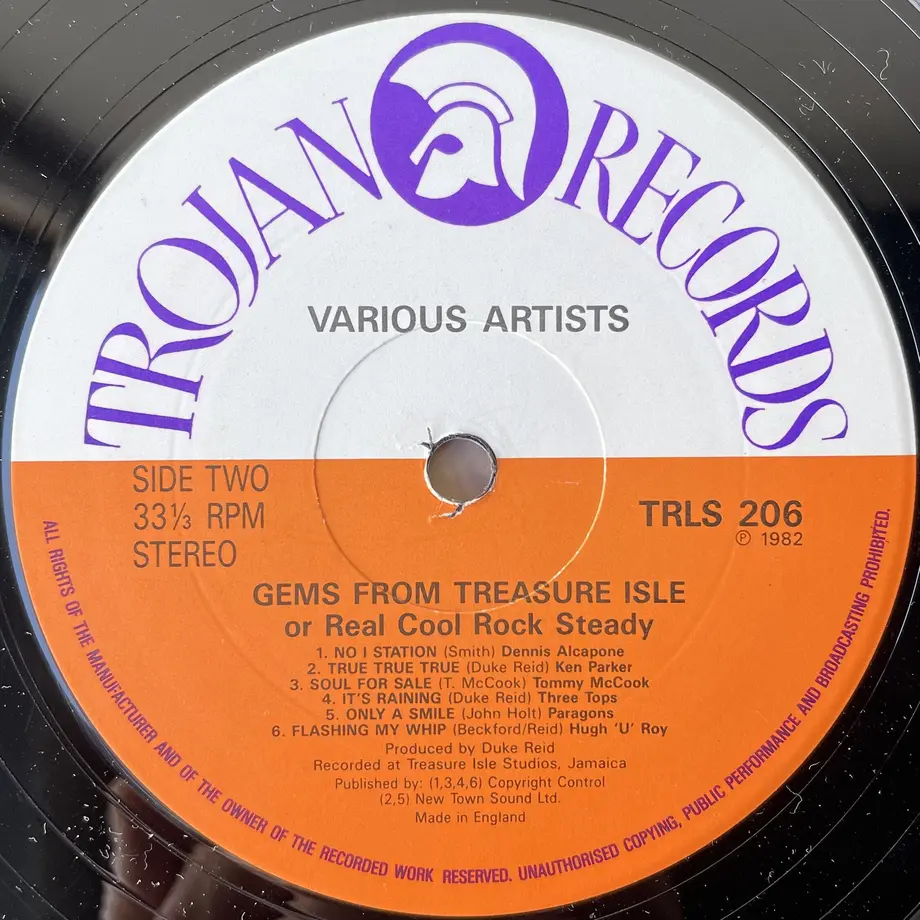 TROJAN RECORDS
VARIOUS ARTISTS
SIDE TWO
33⅓ RPM
STEREO
TRLS 206
℗ 1982
GEMS FROM TREASURE ISLE
or Real Cool Rock Steady
1. NO I STATION (Smith) Dennis Alcapone
2. TRUE TRUE TRUE (Duke Reid) Ken Parker
3. SOUL FOR SALE (T. McCook) Tommy McCook
4. IT'S RAINING (Duke Reid) Three Tops
5. ONLY A SMILE (John Holt) Paragons
6. FLASHING MY WHIP (Beckford/Reid) Hugh 'U' Roy
Produced by Duke Reid
Recorded at Treasure Isle Studios, Jamaica
Published by: (1,3,4,6) Copyright Control
(2,5) New Town Sound Ltd.
Made in England
ALL RIGHTS OF THE MANUFACTURER AND OF THE OWNER OF THE RECORDED WORK RESERVED. UNAUTHORISED COPYING, PUBLIC PERFORMANCE AND BROADCASTING PROHIBITED.